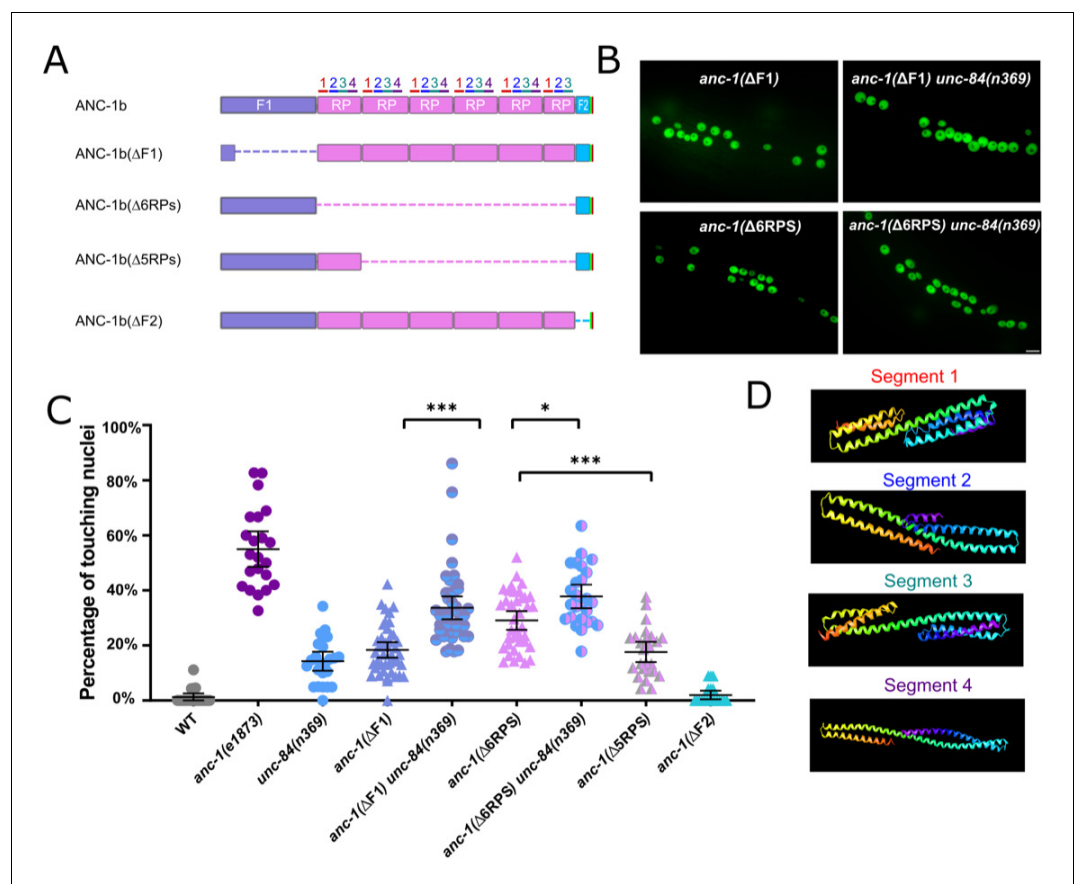 A
1234 1234 1234 1234 1234 123
ANC-1b F1 RP RP RP RP RP RP F2
ANC-1b(ΔF1)
ANC-1b(Δ6RPs)
ANC-1b(Δ5RPs)
ANC-1b(ΔF2)
B
anc-1(ΔF1) anc-1(ΔF1) unc-84(n369)
anc-1(Δ6RPS) anc-1(Δ6RPS) unc-84(n369)
C
*** *
***
Percentage of touching nuclei
100%
80%
60%
40%
20%
0%
WT
anc-1(e1873)
unc-84(n369)
anc-1(ΔF1)
anc-1(ΔF1) unc-84(n369)
anc-1(Δ6RPS)
anc-1(Δ6RPS) unc-84(n369)
anc-1(Δ5RPS)
anc-1(ΔF2)
D
Segment 1
Segment 2
Segment 3
Segment 4